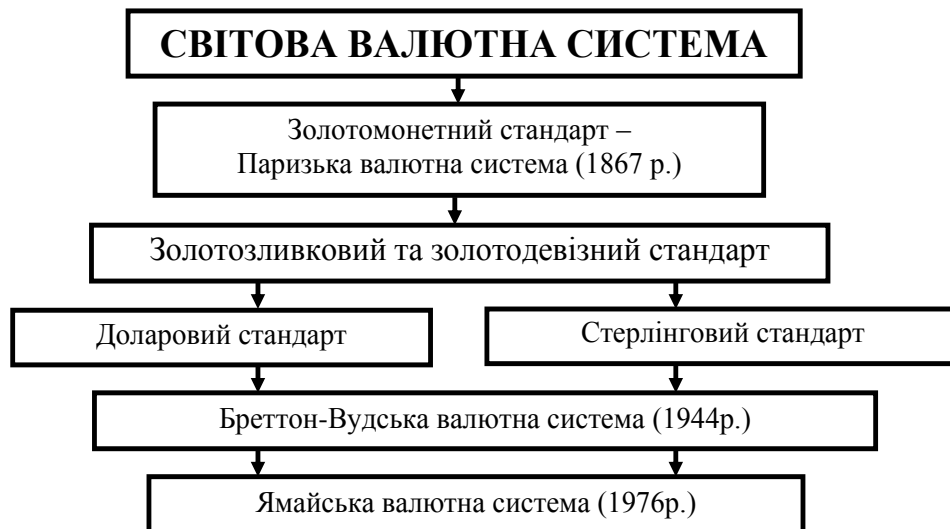 СВІТОВА ВАЛЮТНА СИСТЕМА
Золотомонетний стандарт –
Паризька валютна система (1867 р.)
Золотозливковий та золотодевізний стандарт
Доларовий стандарт
Стерлінговий стандарт
Бреттон-Вудська валютна система (1944р.)
Ямайська валютна система (1976р.)